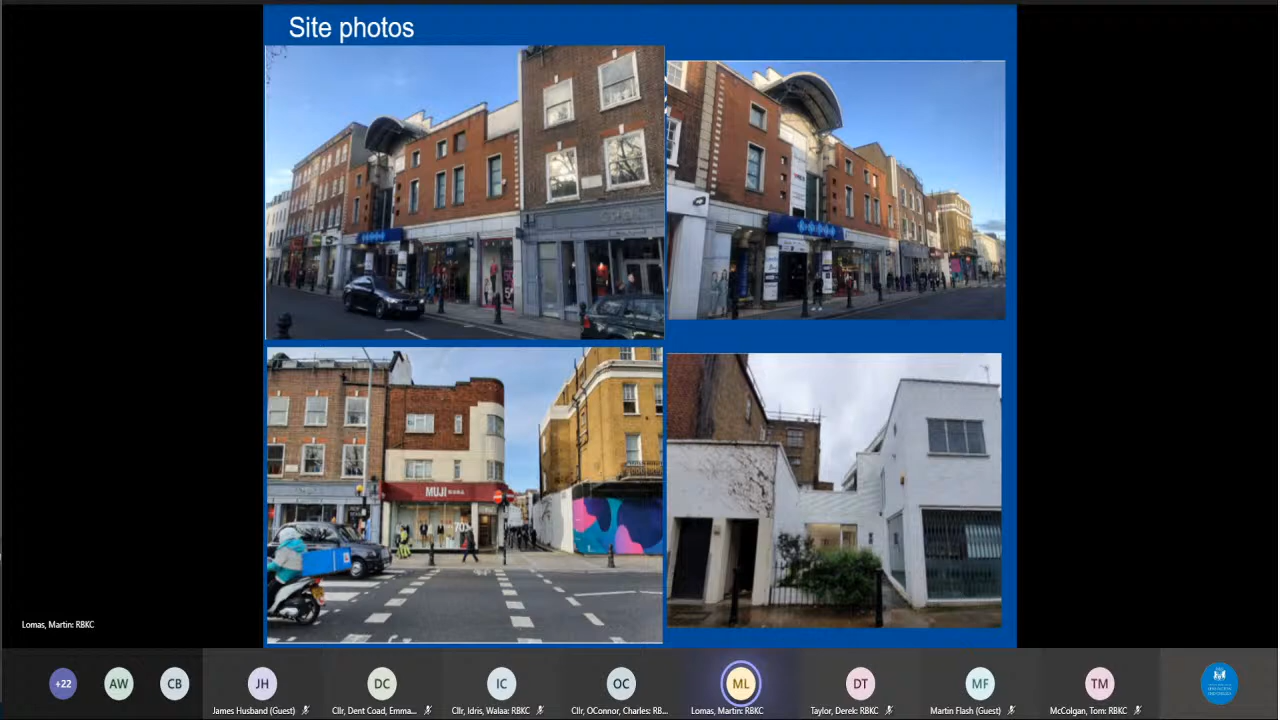 Site photos
MUJI
70
Lomas, Martin: RBKC
+22
AW
CB
JH
DC
IC
OC
ML
DT
MF
TM
James Husband (Guest)
Cllr, Dent Coad, Emma...
Cllr, Idris, Walaa: RBKC
Cllr, OConnor, Charles: RB...
Lomas, Martin: RBKC
Taylor, Derek: RBKC
Martin Flash (Guest)
McColgan, Tom: RBKC